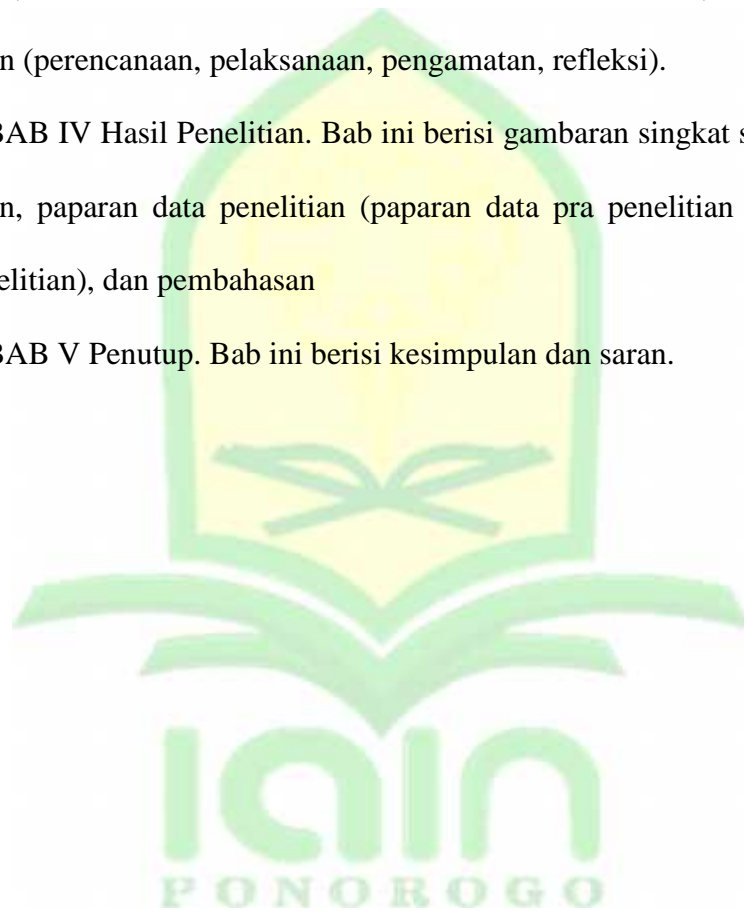 n (perencanaan, pelaksanaan, pengamatan, refleksi).
BAB IV Hasil Penelitian. Bab ini berisi gambaran singkat s
n, paparan data penelitian (paparan data pra penelitian
elitian), dan pembahasan
BAB V Penutup. Bab ini berisi kesimpulan dan saran.
iain
PONOROGO